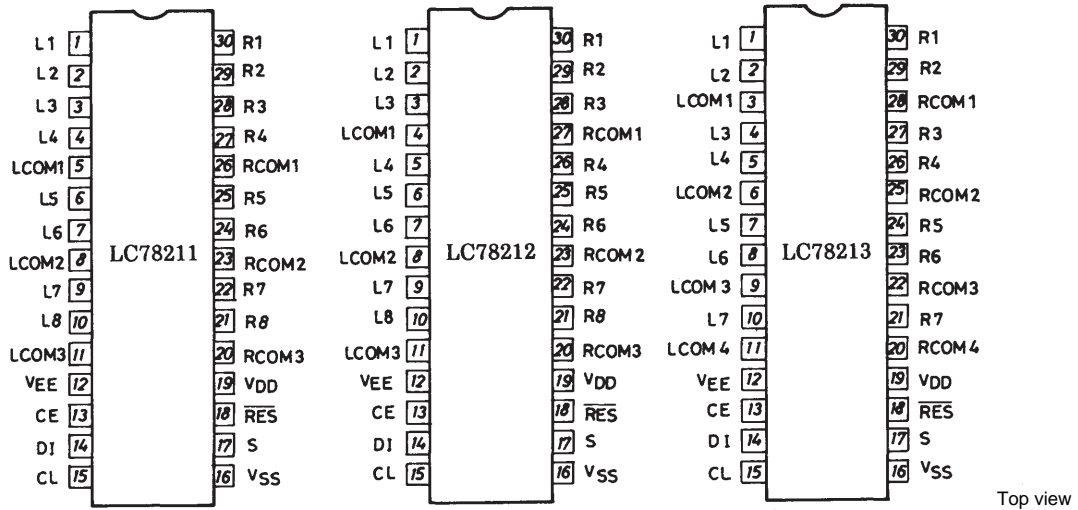 L1 1 30 R1
L2 2 29 R2
L3 3 28 R3
L4 4 27 R4
LCOM1 5 26 RCOM1
L5 6 25 R5
L6 7 24 R6
LCOM2 8 23 RCOM2
L7 9 22 R7
L8 10 21 R8
LCOM3 11 20 RCOM3
VEE 12 19 VDD
CE 13 18 RES
DI 14 17 S
CL 15 16 VSS
LC78211
L1 1 30 R1
L2 2 29 R2
L3 3 28 R3
LCOM1 4 27 RCOM1
L4 5 26 R4
L5 6 25 R5
L6 7 24 R6
LCOM2 8 23 RCOM2
L7 9 22 R7
L8 10 21 R8
LCOM3 11 20 RCOM3
VEE 12 19 VDD
CE 13 18 RES
DI 14 17 S
CL 15 16 VSS
LC78212
L1 1 30 R1
L2 2 29 R2
LCOM1 3 28 RCOM1
L3 4 27 R3
L4 5 26 R4
LCOM2 6 25 RCOM2
L5 7 24 R5
L6 8 23 R6
LCOM3 9 22 RCOM3
L7 10 21 R7
LCOM4 11 20 RCOM4
VEE 12 19 VDD
CE 13 18 RES
DI 14 17 S
CL 15 16 VSS
LC78213
Top view